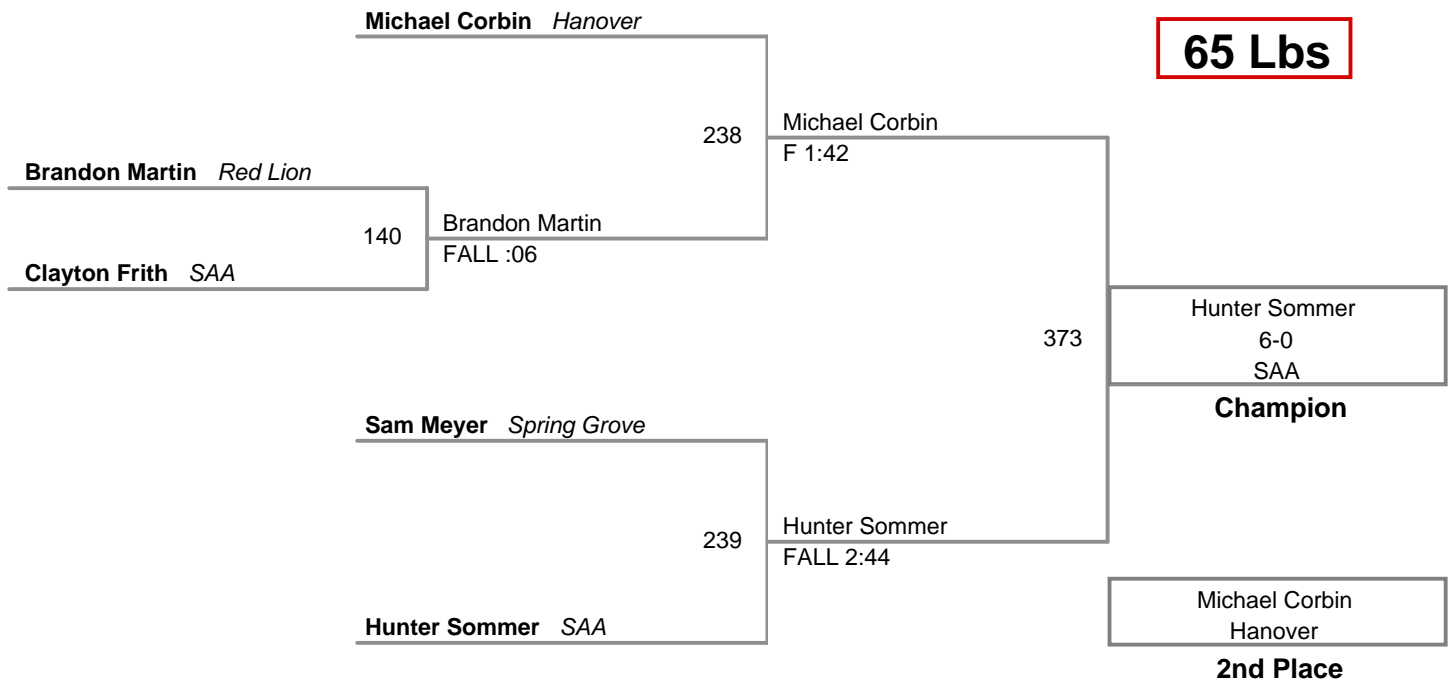 Michael Corbin Hanover
65 Lbs
238
Michael Corbin
F 1:42
Brandon Martin Red Lion
140
Brandon Martin
FALL :06
Clayton Frith SAA
373
Hunter Sommer
6-0
SAA
Champion
Sam Meyer Spring Grove
239
Hunter Sommer
FALL 2:44
Hunter Sommer SAA
Michael Corbin
Hanover
2nd Place